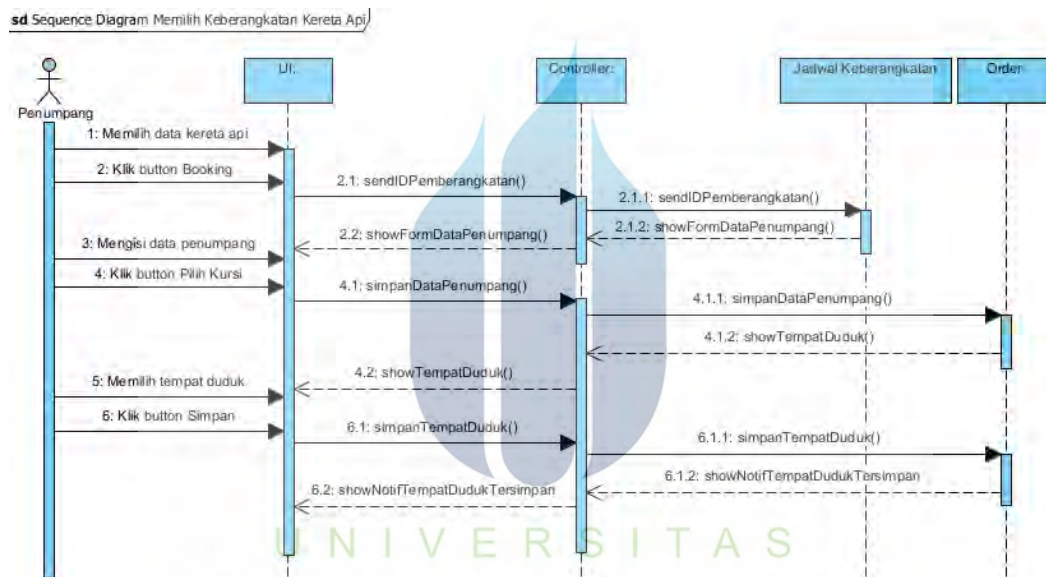 sd Sequence Diagram Memilih Keberangkatan Kereta Api
UI:
Controller:
Jadwal Keberangkatan
Order
Penumpang
1: Memilih data kereta api
2: Klik button Booking
2.1: sendIDPemberangkatan()
2.1.1: sendIDPemberangkatan()
2.1.2: showFormDataPenumpang()
2.2: showFormDataPenumpang()
3: Mengisi data penumpang
4: Klik button Pilih Kursi
4.1: simpanDataPenumpang()
4.1.1: simpanDataPenumpang()
4.1.2: showTempatDuduk()
4.2: showTempatDuduk()
5: Memilih tempat duduk
6: Klik button Simpan
6.1: simpanTempatDuduk()
6.1.1: simpanTempatDuduk()
6.1.2: showNotifTempatDudukTersimpan
6.2: showNotifTempatDudukTersimpan
UNIVERSITAS